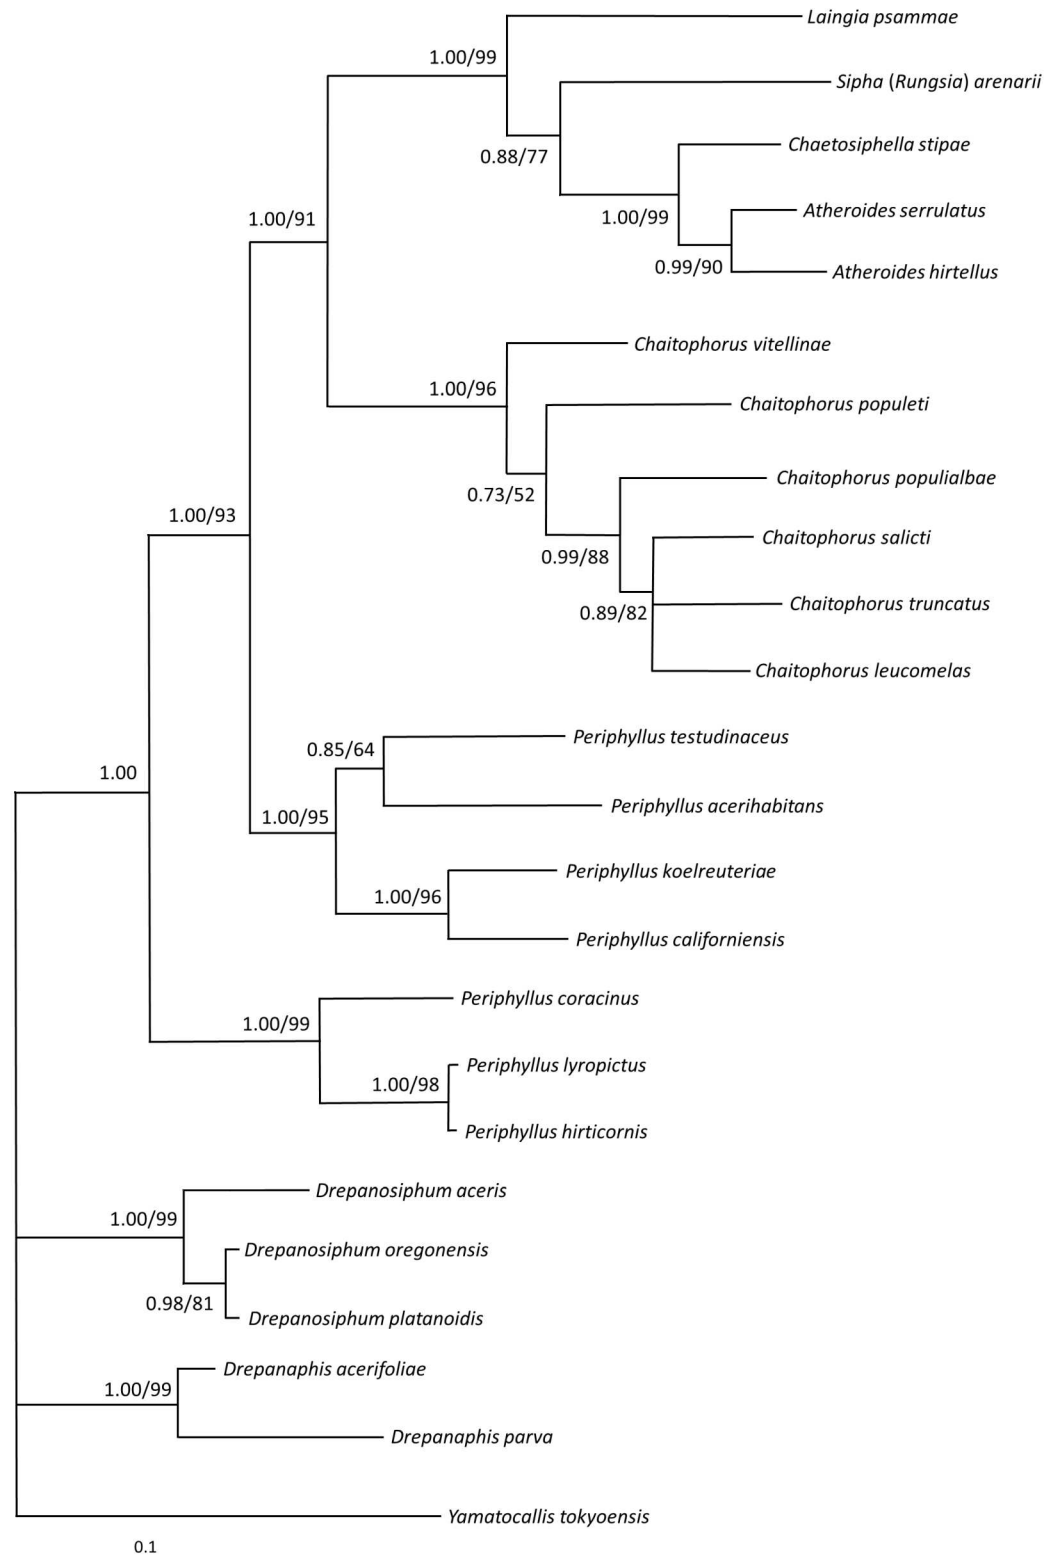 Laingia psammae
1.00/99
Sipha (Rungsia) arenarii
Chaetosiphella stipae
0.88/77
Atheroides serrulatus
1.00/99
1.00/91
0.99/90
Atheroides hirtellus
Chaitophorus vitellinae
1.00/96
Chaitophorus populeti
Chaitophorus populialbae
0.73/52
1.00/93
Chaitophorus salicti
0.99/88
Chaitophorus truncatus
0.89/82
Chaitophorus leucomelas
Periphyllus testudinaceus
0.85/64
1.00
Periphyllus acerihabitans
1.00/95
Periphyllus koelreuteriae
1.00/96
Periphyllus californiensis
Periphyllus coracinus
1.00/99
Periphyllus lyropictus
1.00/98
Periphyllus hirticornis
Drepanosiphum aceris
1.00/99
Drepanosiphum oregonensis
0.98/81
Drepanosiphum platanoidis
Drepanaphis acerifoliae
1.00/99
Drepanaphis parva
Yamatocallis tokyoensis
0.1